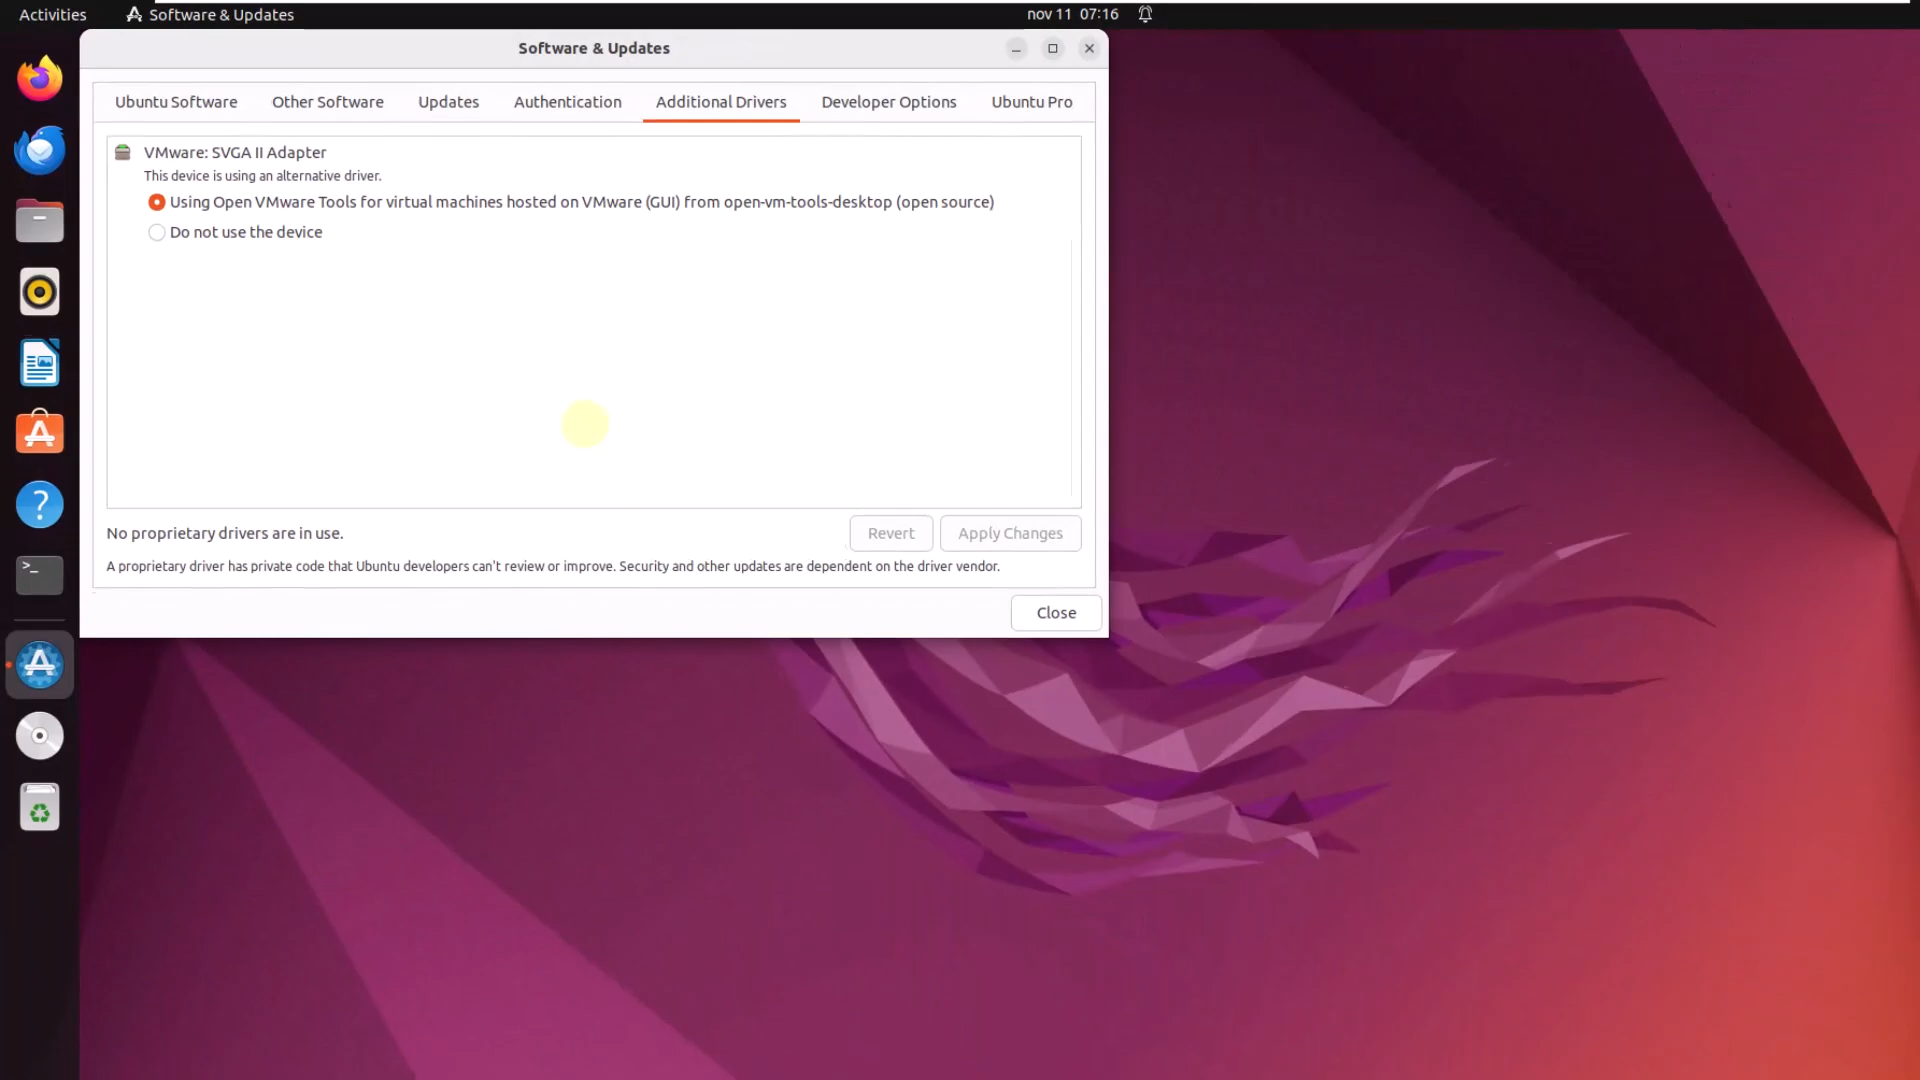 Activities
Software & Updates
nov 11 07:16
Software & Updates
Ubuntu Software
Other Software
Updates
Authentication
Additional Drivers
Developer Options
Ubuntu Pro
VMware: SVGA II Adapter
This device is using an alternative driver.
Using Open VMware Tools for virtual machines hosted on VMware (GUI) from open-vm-tools-desktop (open source)
Do not use the device
No proprietary drivers are in use.
Revert
Apply Changes
A proprietary driver has private code that Ubuntu developers can't review or improve. Security and other updates are dependent on the driver vendor.
Close